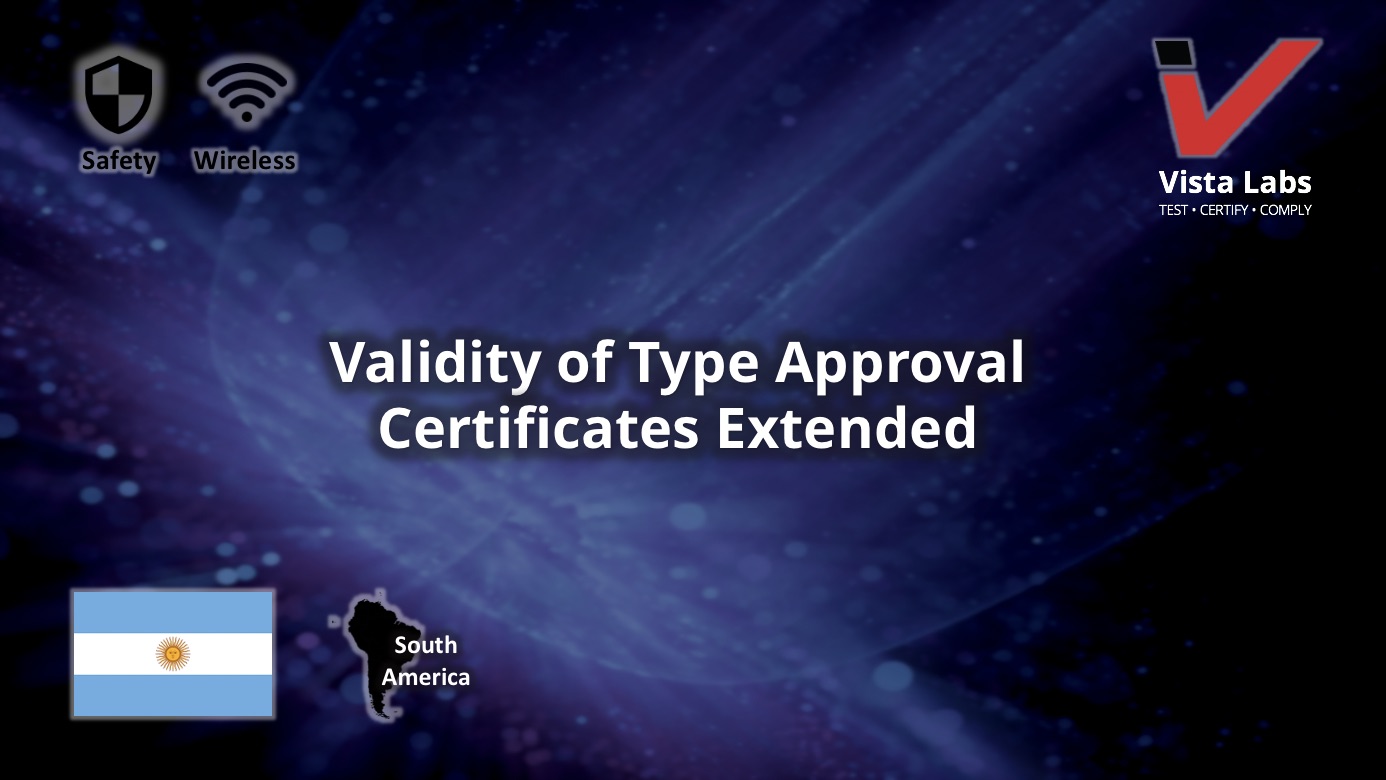 Safety
Wireless
Vista Labs
TEST • CERTIFY • COMPLY
Validity of Type Approval
Certificates Extended
South
America